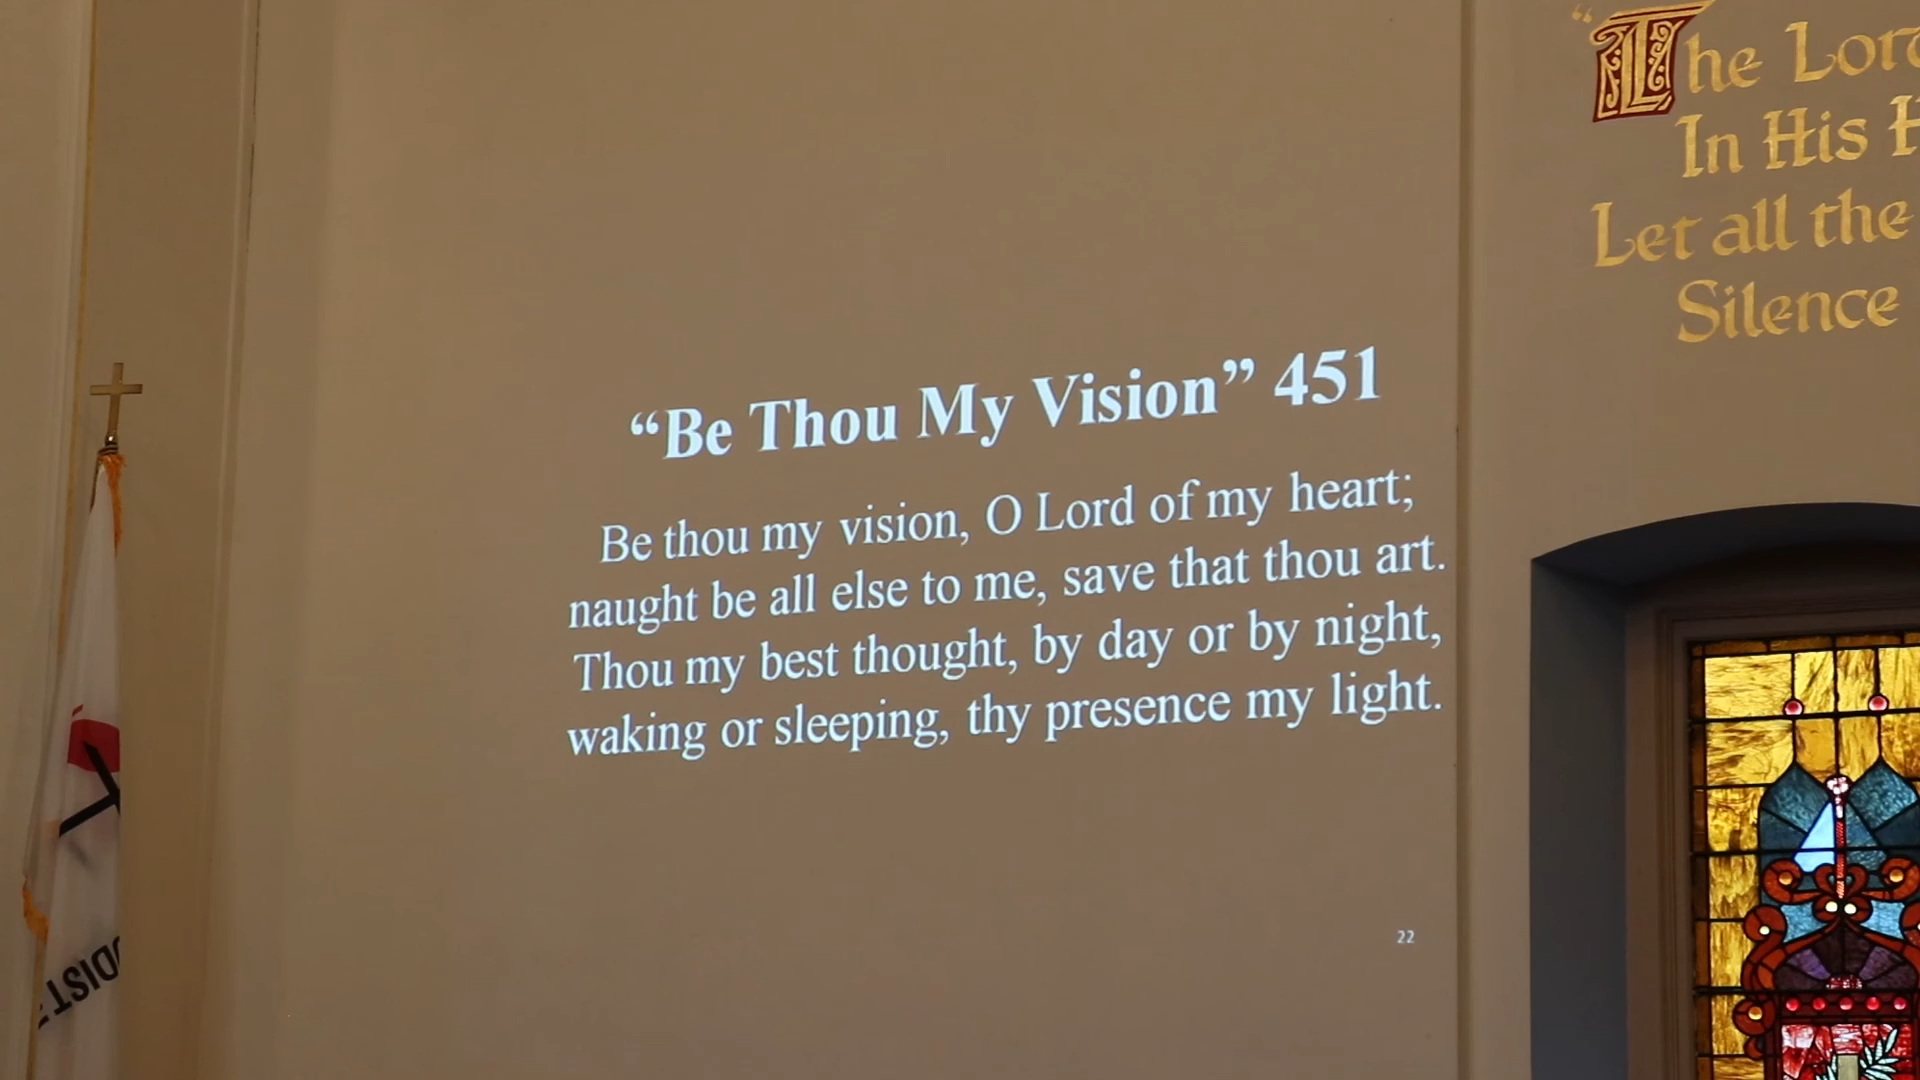 “Be Thou My Vision” 451
Be thou my vision, O Lord of my heart;
naught be all else to me, save that thou art.
Thou my best thought, by day or by night,
waking or sleeping, thy presence my light.
22
“The Lord
In His H
Let all the
Silence
ODIST